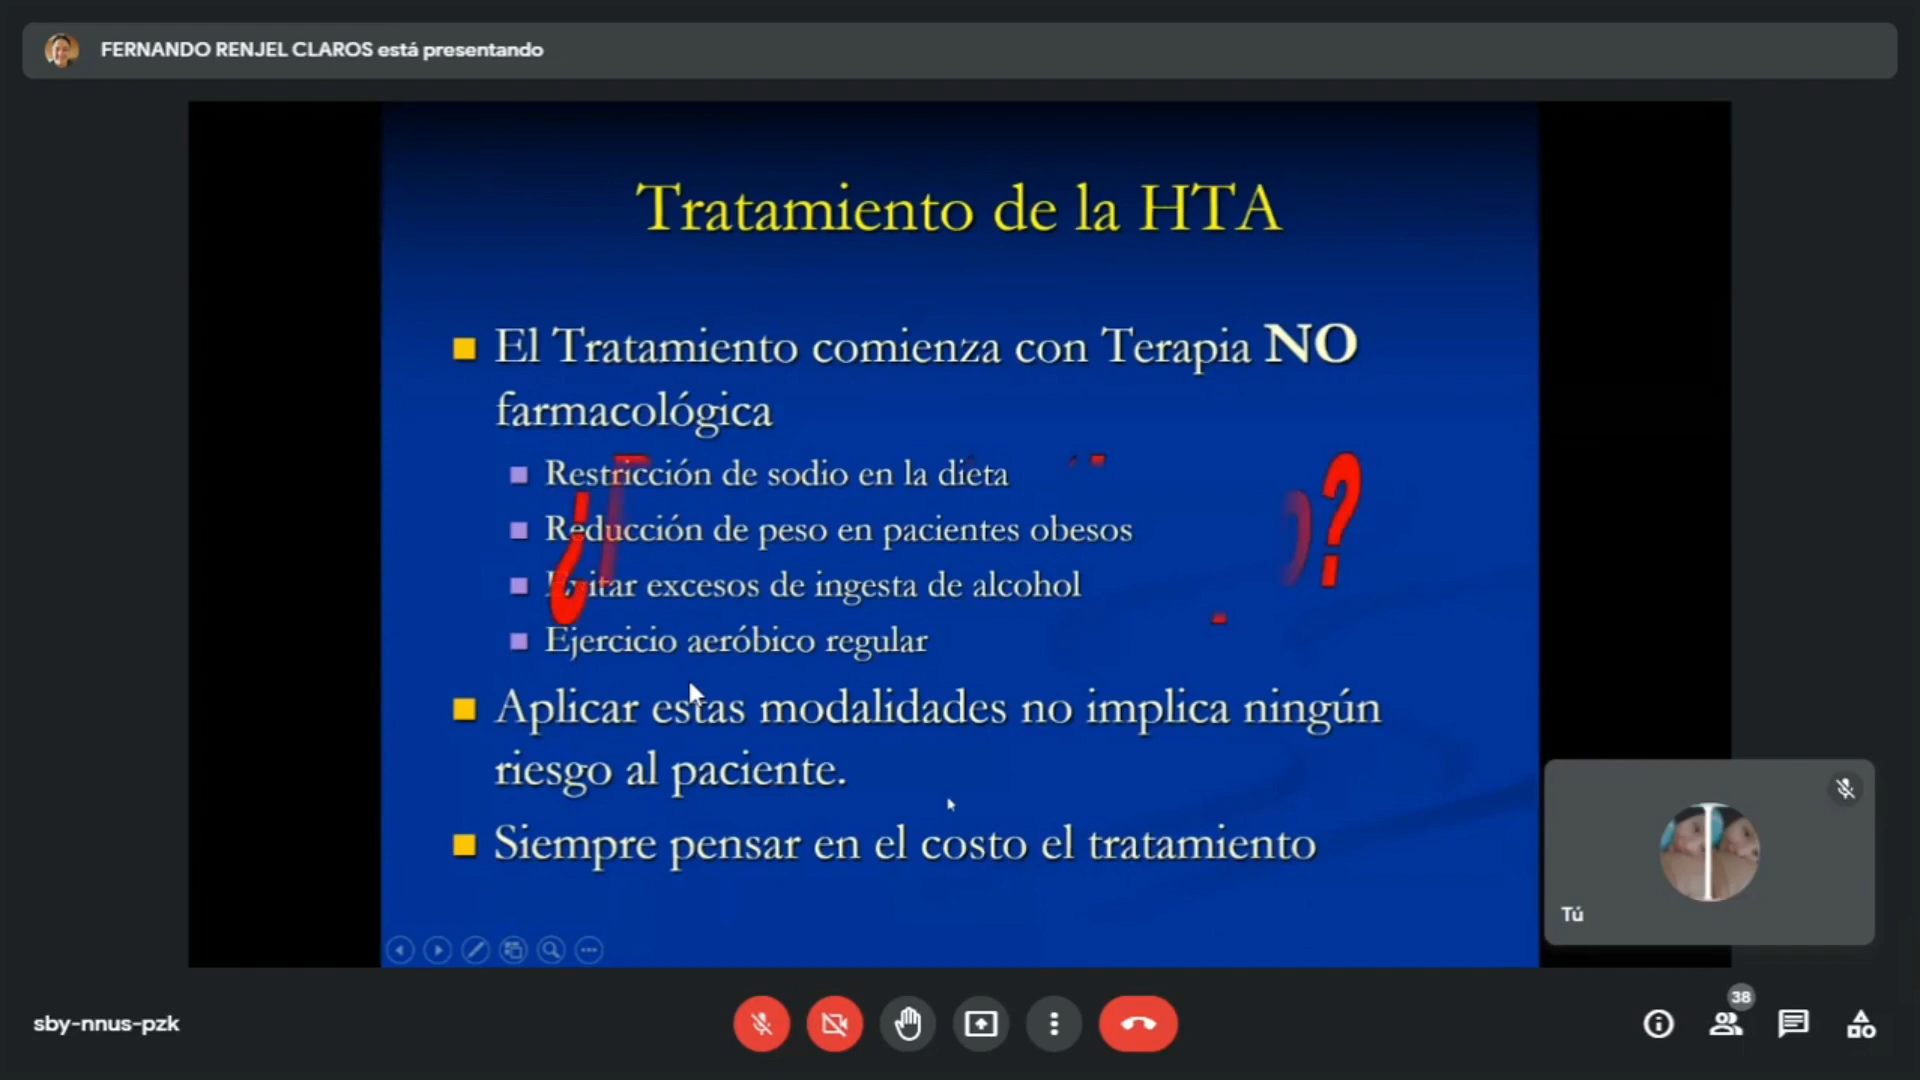 FERNANDO RENJEL CLAROS está presentando
Tratamiento de la HTA
El Tratamiento comienza con Terapia NO
farmacológica
Restricción de sodio en la dieta
Reducción de peso en pacientes obesos
Evitar excesos de ingesta de alcohol
Ejercicio aeróbico regular
¿ ?
Aplicar estas modalidades no implica ningún
riesgo al paciente.
Siempre pensar en el costo el tratamiento
Tú
sby-nnus-pzk
38